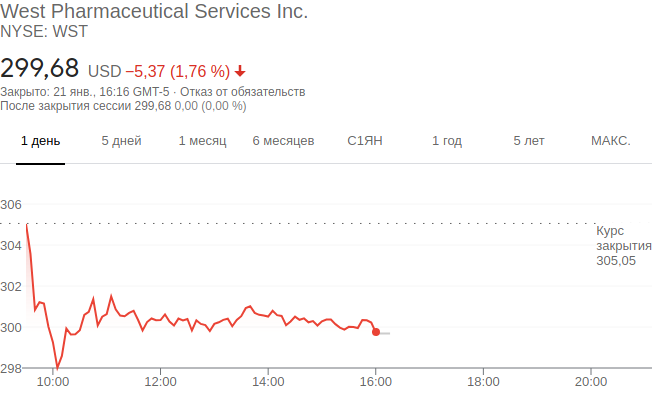 West Pharmaceutical Services Inc.
NYSE: WST
299,68 USD −5,37 (1,76 %)
Закрыто: 21 янв., 16:16 GMT-5 · Отказ от обязательств
После закрытия сессии 299,68 0,00 (0,00 %)
1 день 5 дней 1 месяц 6 месяцев С1ЯН 1 год 5 лет МАКС.
306
Курс
закрытия
305,05
304
302
300
298
10:00 12:00 14:00 16:00 18:00 20:00